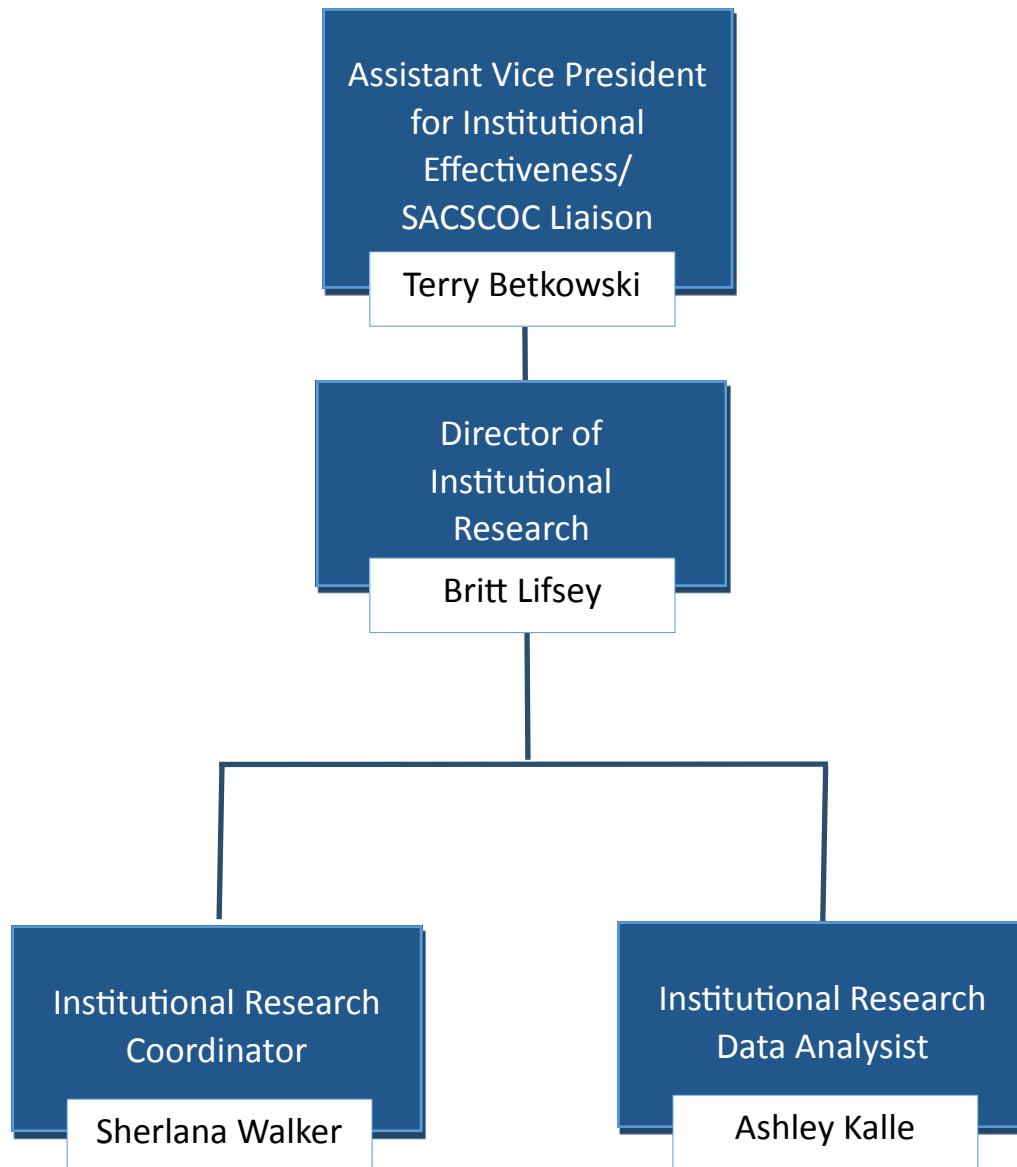 Assistant Vice President
for Institutional
Effectiveness/
SACSCOC Liaison
Terry Betkowski
Director of
Institutional
Research
Britt Lifsey
Institutional Research
Coordinator
Sherlana Walker
Institutional Research
Data Analysist
Ashley Kalle